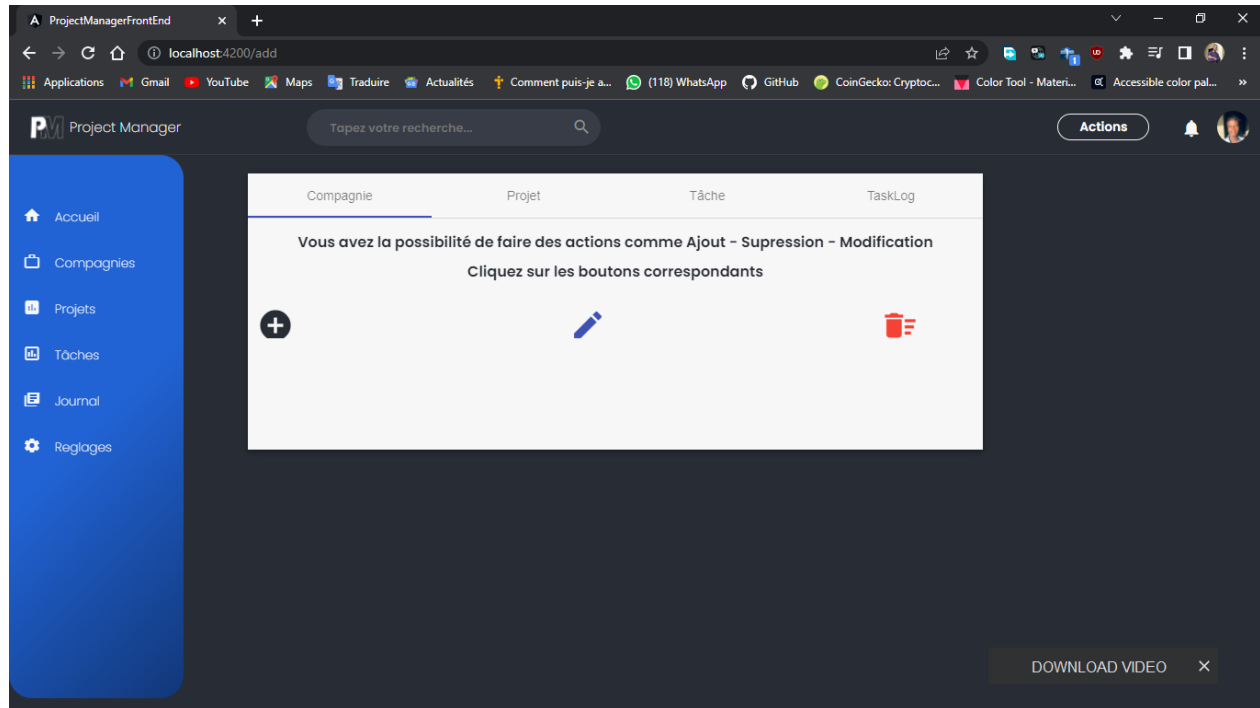 ProjectManagerFrontEnd
localhost:4200/add
Applications Gmail YouTube Maps Traduire Actualités Comment puis-je a... (118) WhatsApp GitHub CoinGecko: Cryptoc... Color Tool - Materi... Accessible color pal... »
PM Project Manager Tapez votre recherche... Actions
Compagnie Projet Tâche TaskLog
Vous avez la possibilité de faire des actions comme Ajout - Supression - Modification
Cliquez sur les boutons correspondants
Accueil
Compagnies
Projets
Tâches
Journal
Reglages
DOWNLOAD VIDEO